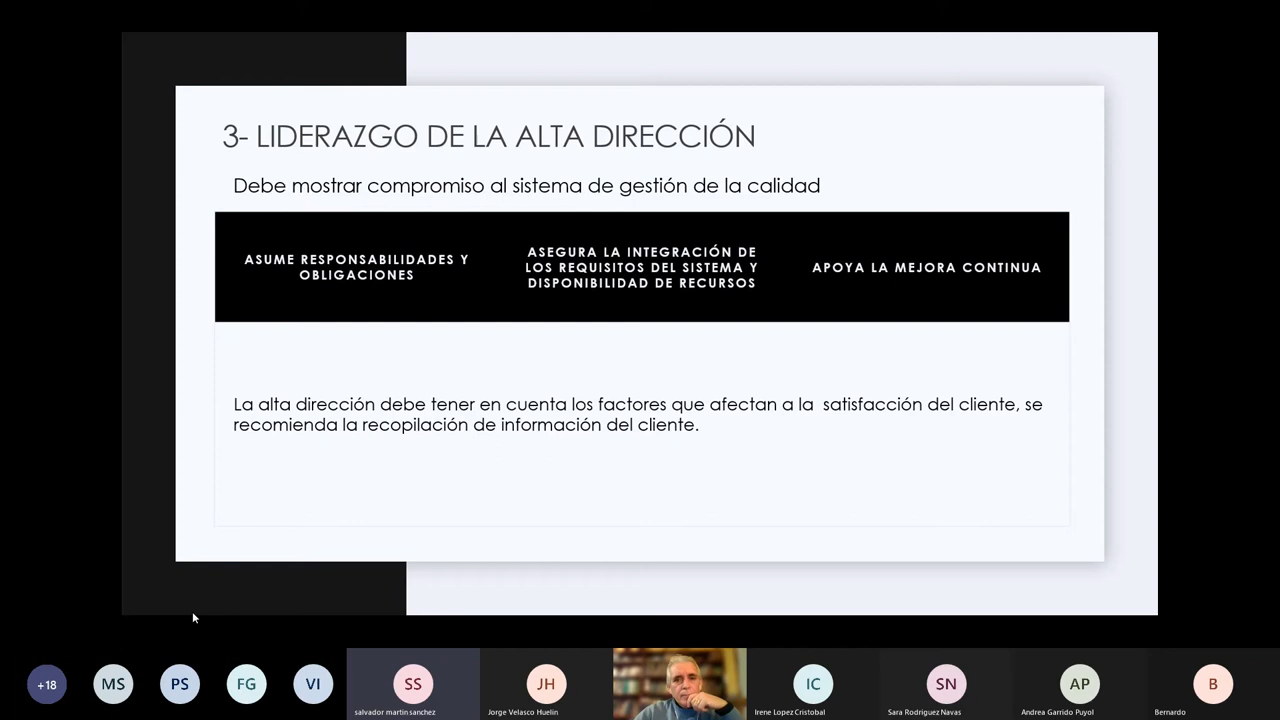 3- LIDERAZGO DE LA ALTA DIRECCIÓN
Debe mostrar compromiso al sistema de gestión de la calidad
ASUME RESPONSABILIDADES Y
OBLIGACIONES
ASEGURA LA INTEGRACIÓN DE
LOS REQUISITOS DEL SISTEMA Y
DISPONIBILIDAD DE RECURSOS
APOYA LA MEJORA CONTINUA
La alta dirección debe tener en cuenta los factores que afectan a la satisfacción del cliente, se
recomienda la recopilación de información del cliente.
+18
MS
PS
FG
VI
SS
salvador martin sanchez
JH
Jorge Velasco Huelin
IC
Irene Lopez Cristobal
SN
Sara Rodriguez Navas
AP
Andrea Garrido Puyol
B
Bernardo